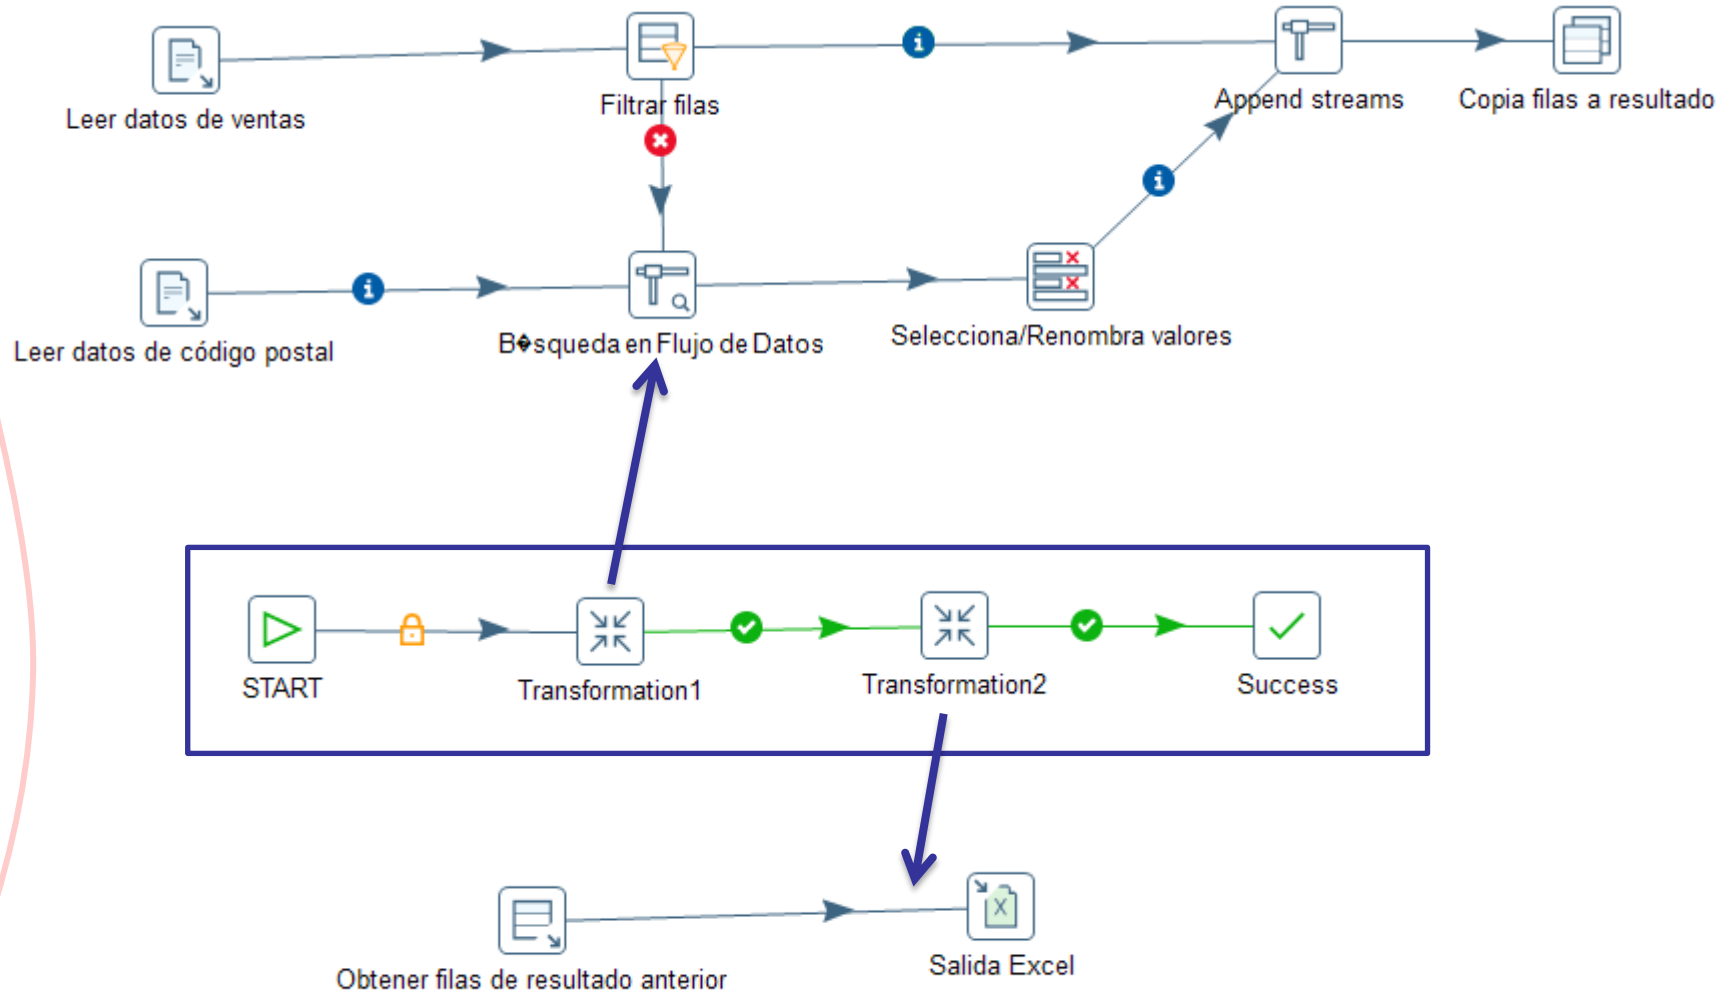 Leer datos de ventas
Filtrar filas
Append streams
Copia filas a resultado
Leer datos de código postal
B�squeda en Flujo de Datos
Selecciona/Renombra valores
START
Transformation1
Transformation2
Success
Obtener filas de resultado anterior
Salida Excel